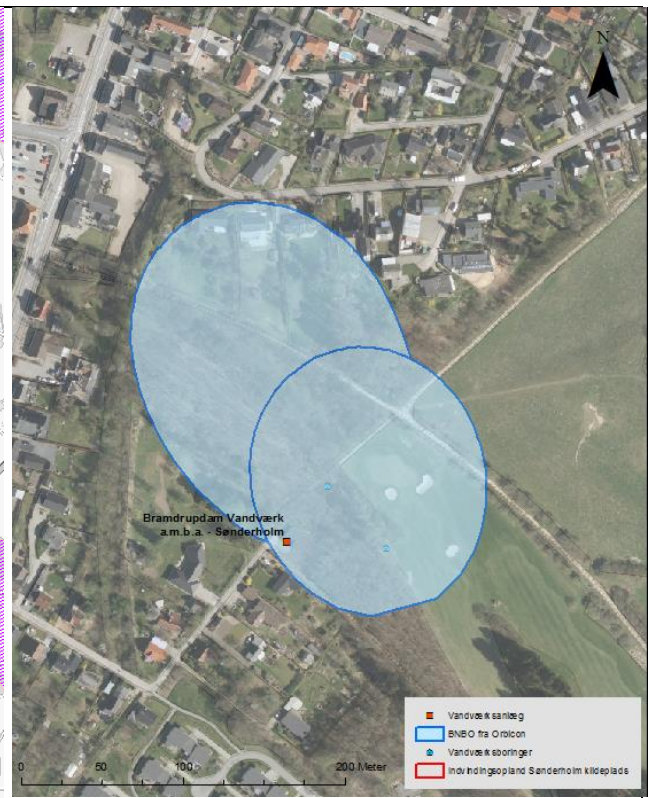 N
Bramdrupdam Vandværk
a.m.b.a. - Sønderholm
Vandværksanlæg
BNBO fra Orbicon
Vandværksboringer
Indvindingsopland Sønderholm kildeplads
0 50 100 200 Meter